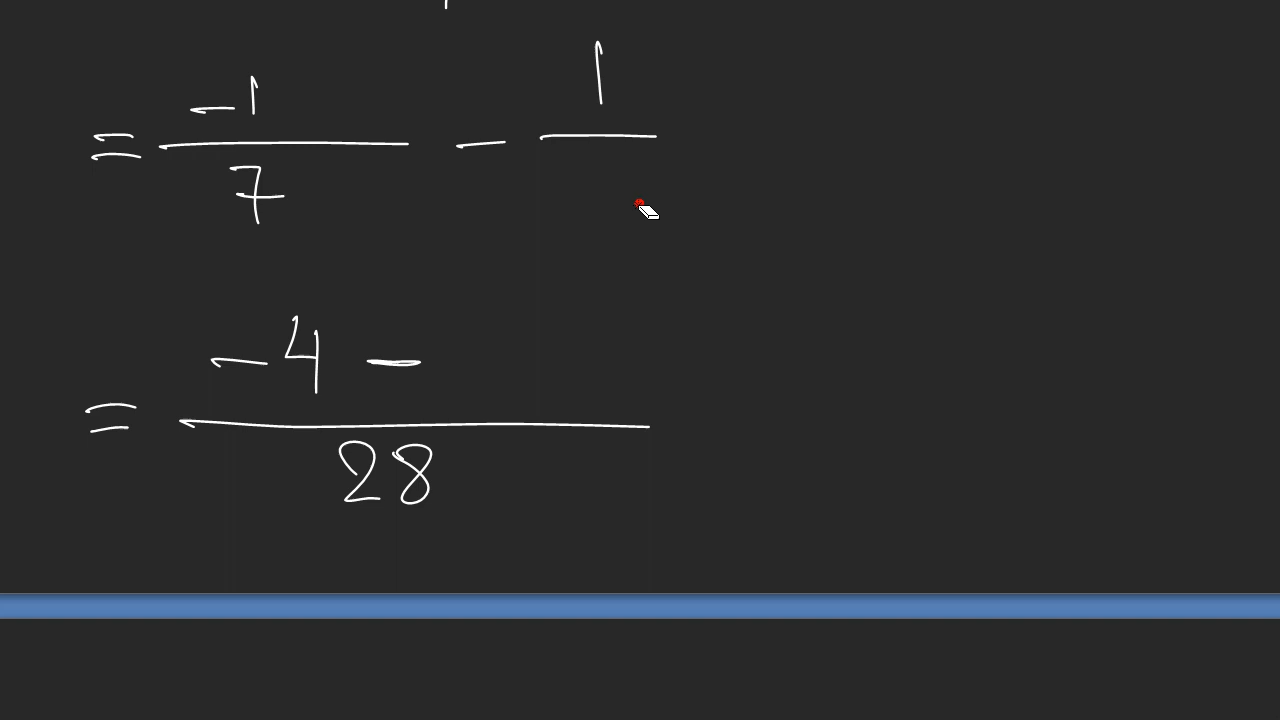 = -1/7 - 1/
= -4 - /28